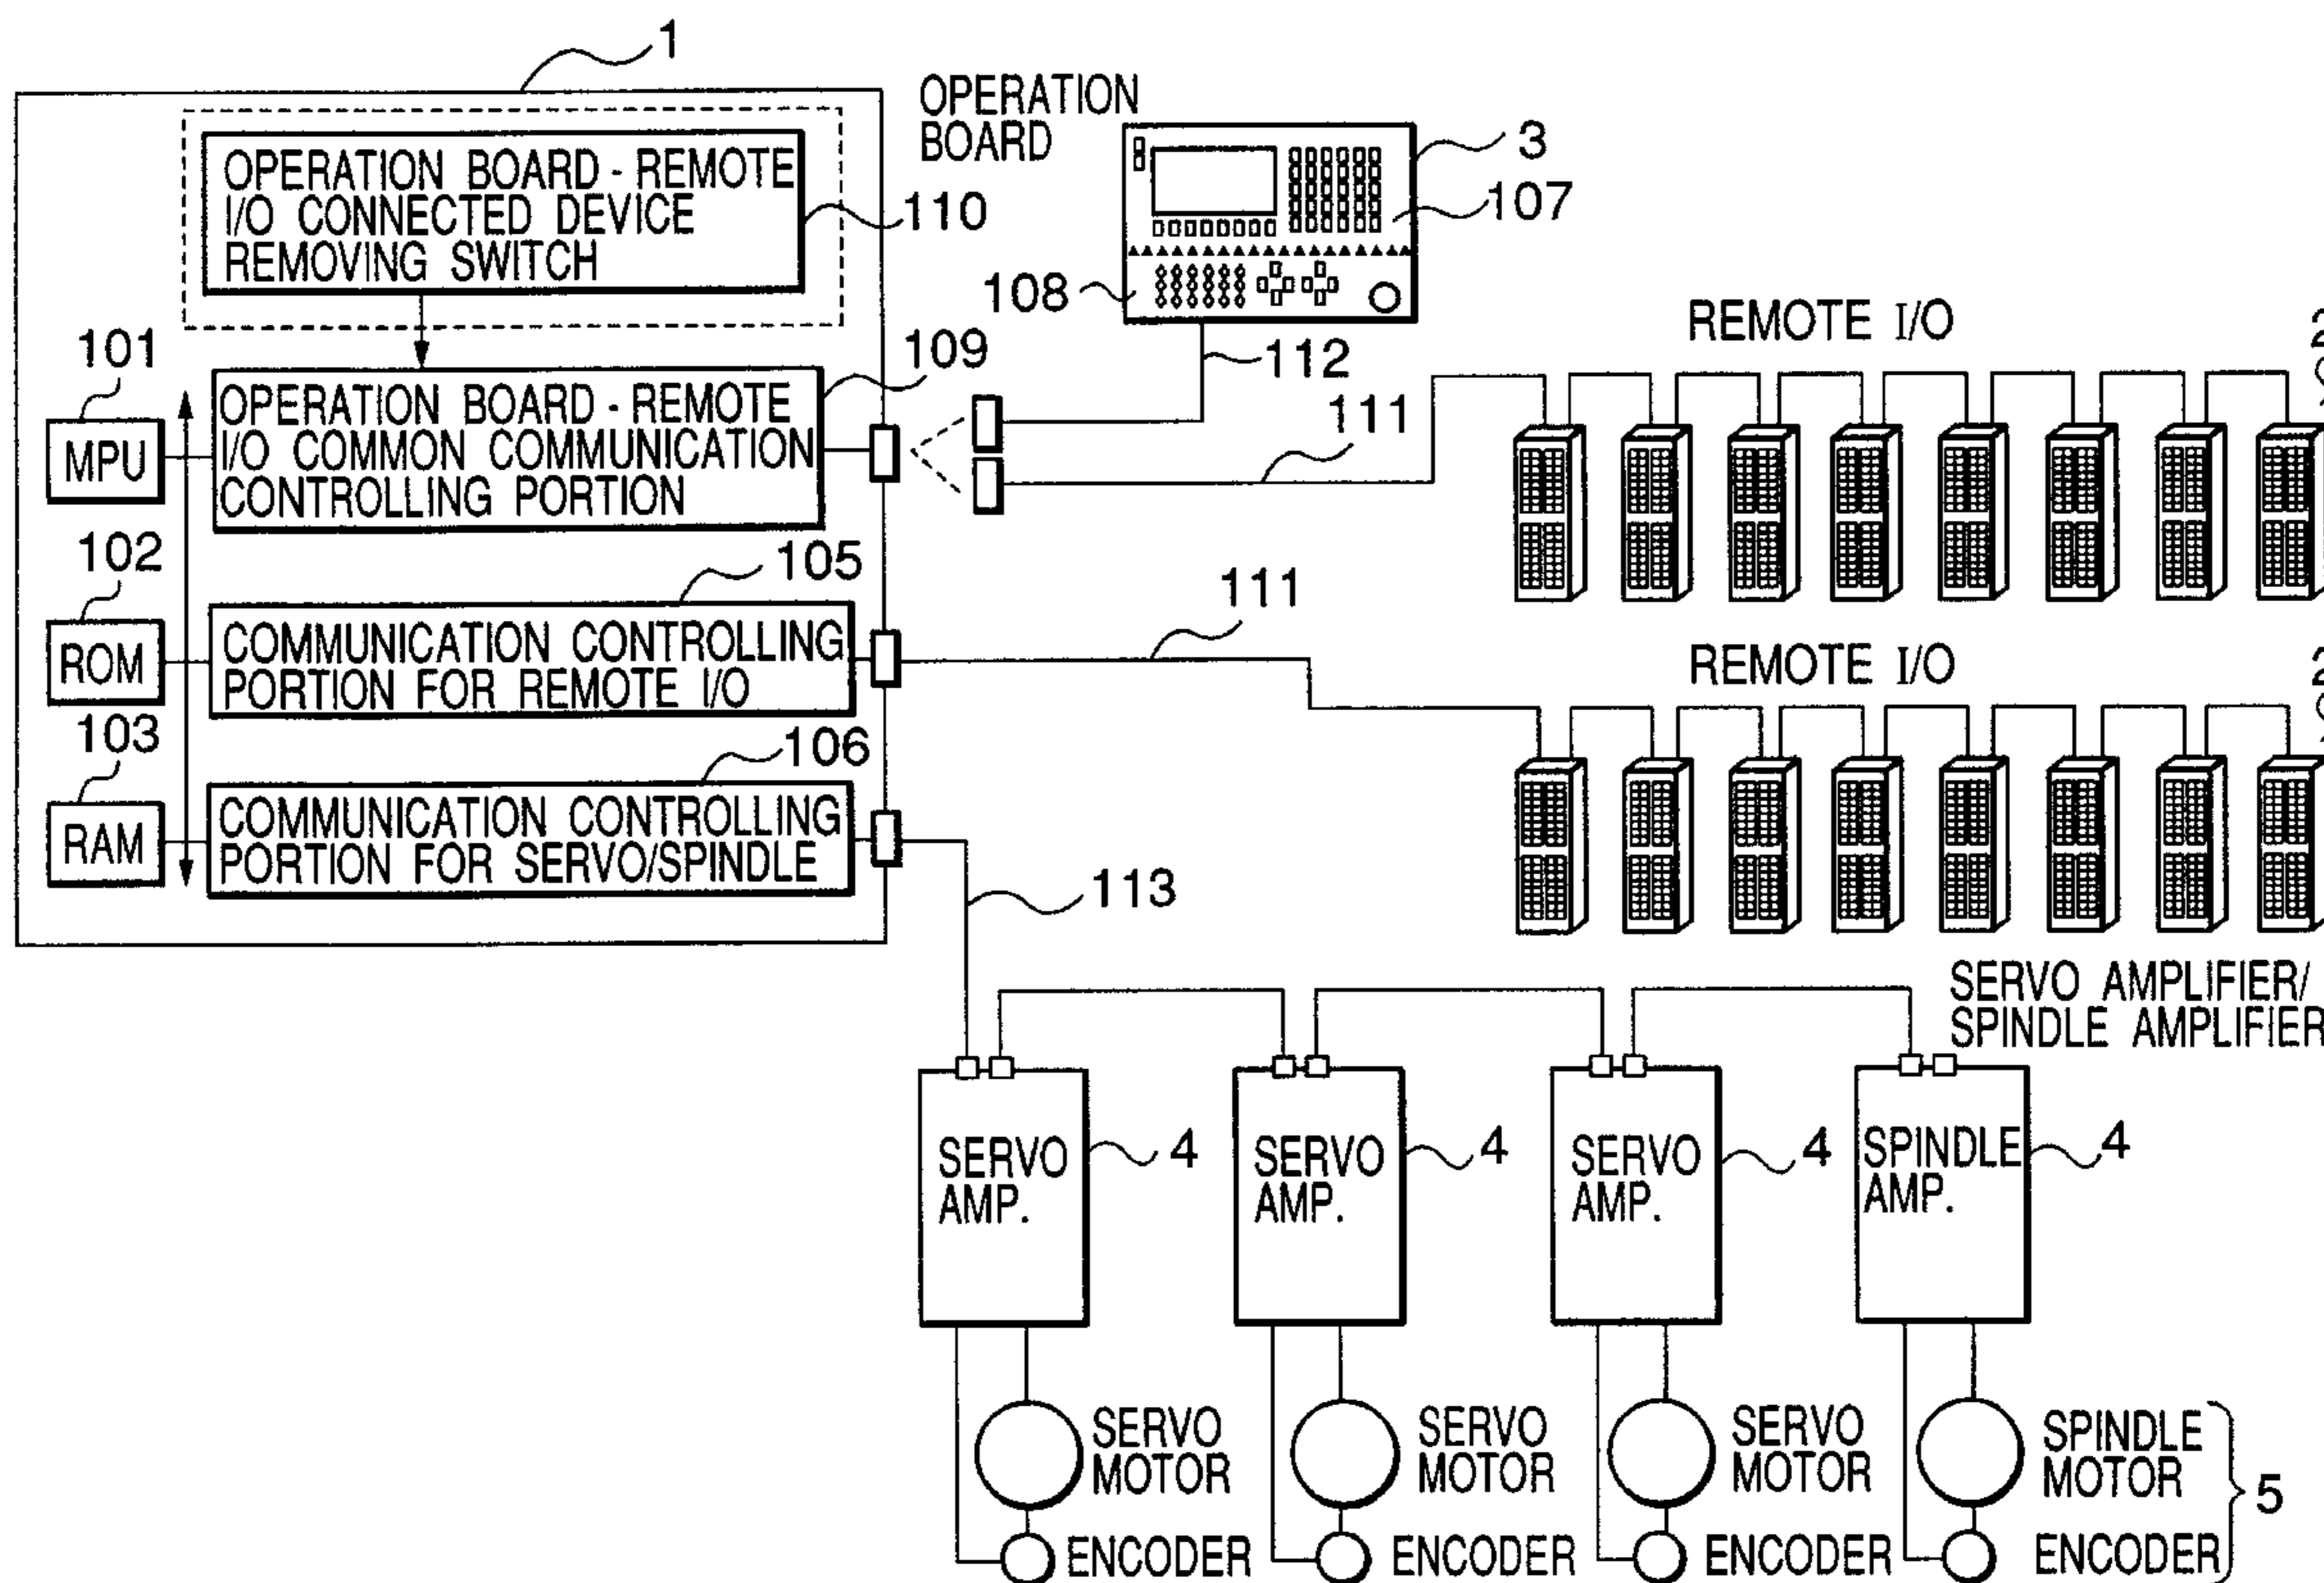 1
OPERATION BOARD - REMOTE
I/O CONNECTED DEVICE
REMOVING SWITCH
110
OPERATION
BOARD
3
107
108
112
101
MPU
109
OPERATION BOARD - REMOTE
I/O COMMON COMMUNICATION
CONTROLLING PORTION
111
REMOTE I/O
2
102
ROM
105
COMMUNICATION CONTROLLING
PORTION FOR REMOTE I/O
111
REMOTE I/O
2
103
RAM
106
COMMUNICATION CONTROLLING
PORTION FOR SERVO/SPINDLE
113
SERVO AMPLIFIER/
SPINDLE AMPLIFIER
SERVO
AMP.
4
SERVO
AMP.
4
SERVO
AMP.
4
SPINDLE
AMP.
4
SERVO
MOTOR
SERVO
MOTOR
SERVO
MOTOR
SPINDLE
MOTOR
5
ENCODER
ENCODER
ENCODER
ENCODER